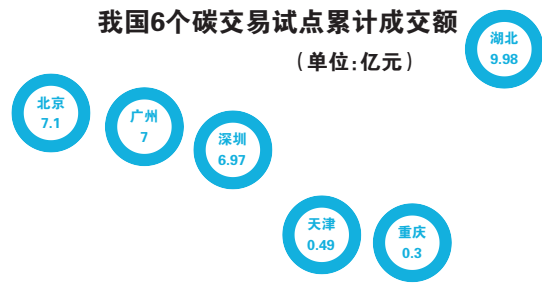 我国6个碳交易试点累计成交额
（单位:亿元）
湖北
9.98
北京
7.1
广州
7
深圳
6.97
天津
0.49
重庆
0.3